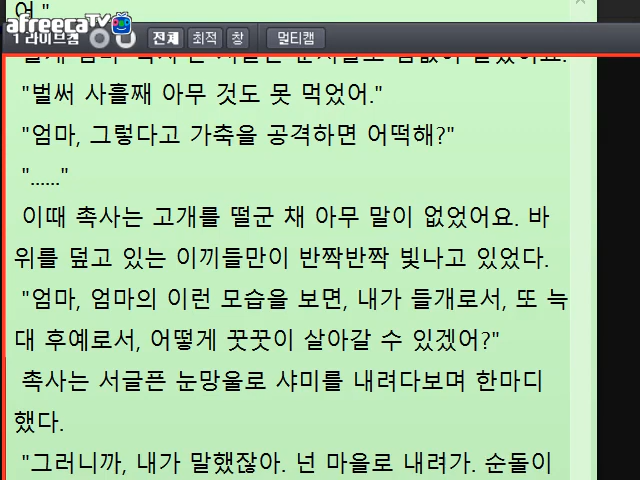 어."
afreecaTV
1 라이브캠 전체 최적 창 멀티캠
"벌써 사흘째 아무 것도 못 먹었어."
"엄마, 그렇다고 가축을 공격하면 어떡해?"
"......"
이때 촉사는 고개를 떨군 채 아무 말이 없었어요. 바
위를 덮고 있는 이끼들만이 반짝반짝 빛나고 있었다.
"엄마, 엄마의 이런 모습을 보면, 내가 들개로서, 또 늑
대 후예로서, 어떻게 꿋꿋이 살아갈 수 있겠어?"
촉사는 서글픈 눈망울로 샤미를 내려다보며 한마디
했다.
"그러니까, 내가 말했잖아. 넌 마을로 내려가. 순돌이